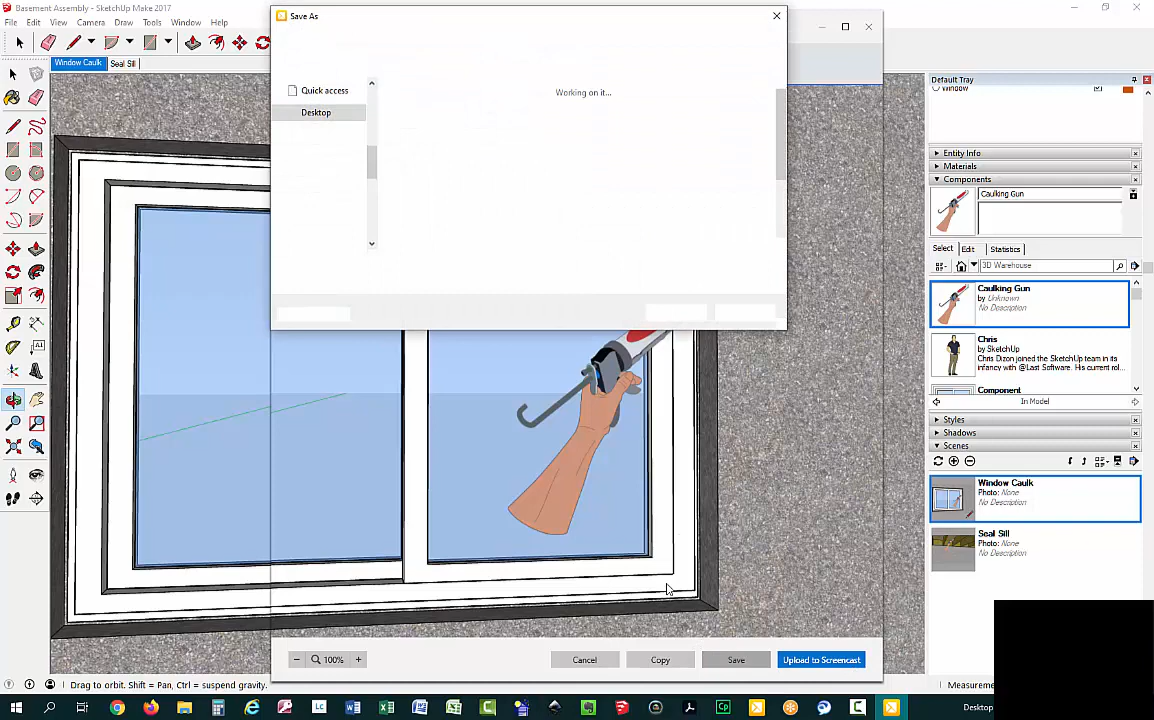 Basement Assembly - SketchUp Make 2017
File Edit View Camera Draw Tools Window Help
Save As
Quick access
Desktop
Working on it...
Window Caulk
Seal Sill
Default Tray
Window
Entity Info
Materials
Components
Caulking Gun
Select Edit Statistics
3D Warehouse
Caulking Gun
by Unknown
No Description
Chris
by SketchUp
Chris Dizon joined the SketchUp team in its
infancy with @Last Software. His current rol...
Component
In Model
Styles
Shadows
Scenes
Window Caulk
Photo: None
No Description
Seal Sill
Photo: None
No Description
100%
Cancel
Copy
Save
Upload to Screencast
Drag to orbit. Shift = Pan, Ctrl = suspend gravity.
Measureme
LC
Cp
Desktop